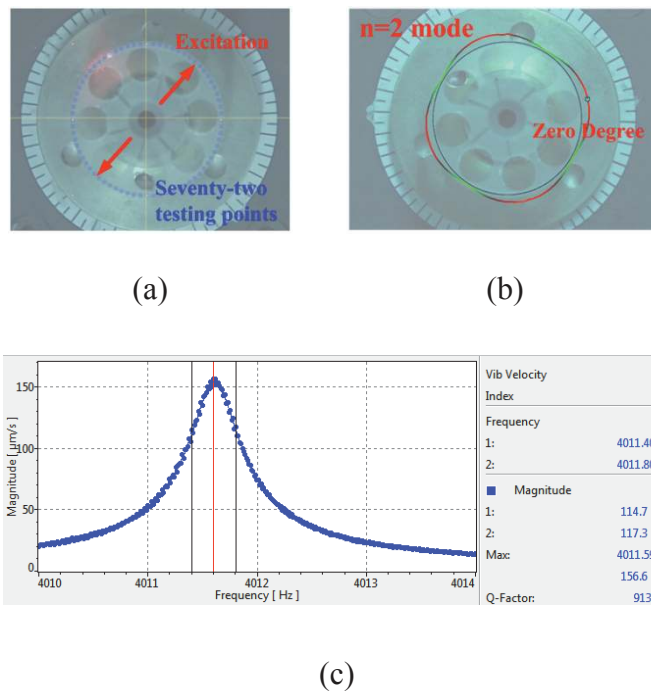 Excitation
Seventy-two
testing points
n=2 mode
Zero Degree
(a)
(b)
150
100
50
0
Magnitude [ µm/s ]
4010
4011
4012
4013
4014
Frequency [ Hz ]
Vib Velocity
Index
Frequency
1: 4011.40
2: 4011.80
Magnitude
1: 114.7
2: 117.3
Max: 4011.59
156.6
Q-Factor: 913
(c)